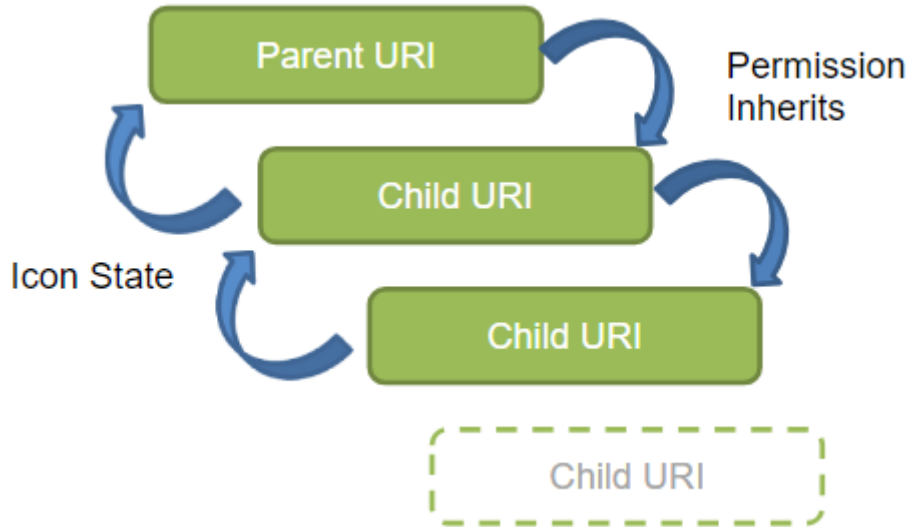 Parent URI
Permission
Inherits
Child URI
Icon State
Child URI
Child URI